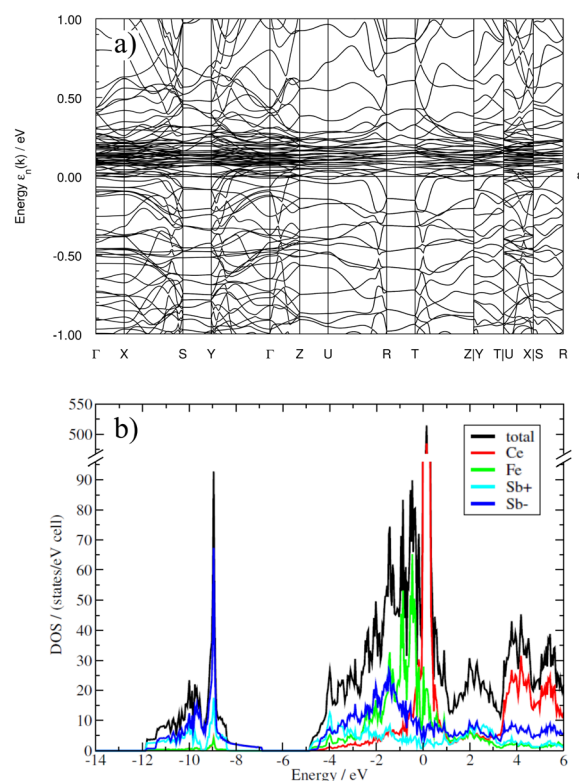 a)
1.00
0.50
0.00
-0.50
-1.00
Energy εn(k) / eV
Γ X S Y Γ Z U R T Z|Y T|U X|S R
b)
550
500
90
80
70
60
50
40
30
20
10
0
DOS / (states/eV cell)
total
Ce
Fe
Sb+
Sb-
-14 -12 -10 -8 -6 -4 -2 0 2 4 6
Energy / eV